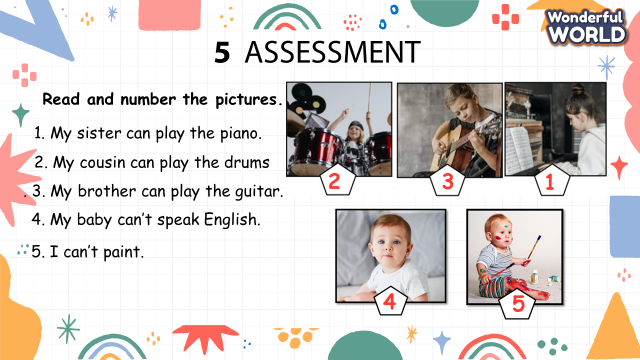 Wonderful
WORLD
5 ASSESSMENT
Read and number the pictures.
1. My sister can play the piano.
2. My cousin can play the drums
. 3. My brother can play the guitar.
4. My baby can’t speak English.
5. I can’t paint.
2
3
1
4
5